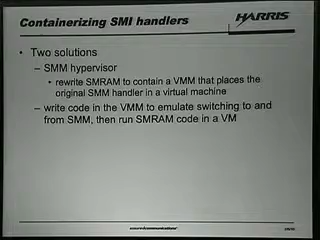 Containerizing SMI handlers
HARRIS
• Two solutions
– SMM hypervisor
• rewrite SMRAM to contain a VMM that places the
original SMM handler in a virtual machine
– write code in the VMM to emulate switching to and
from SMM, then run SMRAM code in a VM
assuredcommunications